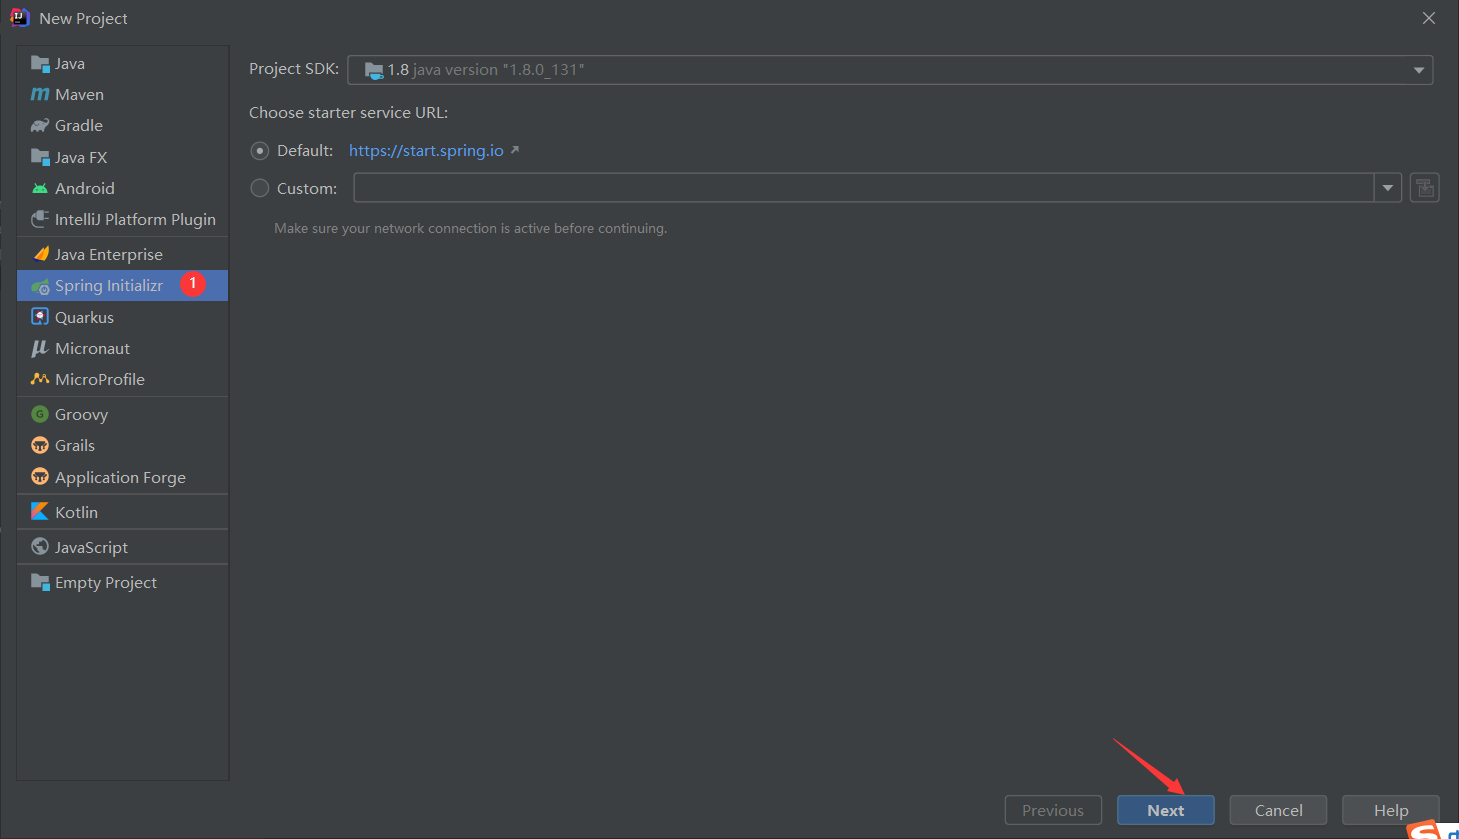 New Project
Java
Maven
Gradle
Java FX
Android
IntelliJ Platform Plugin
Java Enterprise
Spring Initializr 1
Quarkus
Micronaut
MicroProfile
Groovy
Grails
Application Forge
Kotlin
JavaScript
Empty Project
Project SDK: 1.8 java version "1.8.0_131"
Choose starter service URL:
Default: https://start.spring.io
Custom:
Make sure your network connection is active before continuing.
Previous Next Cancel Help